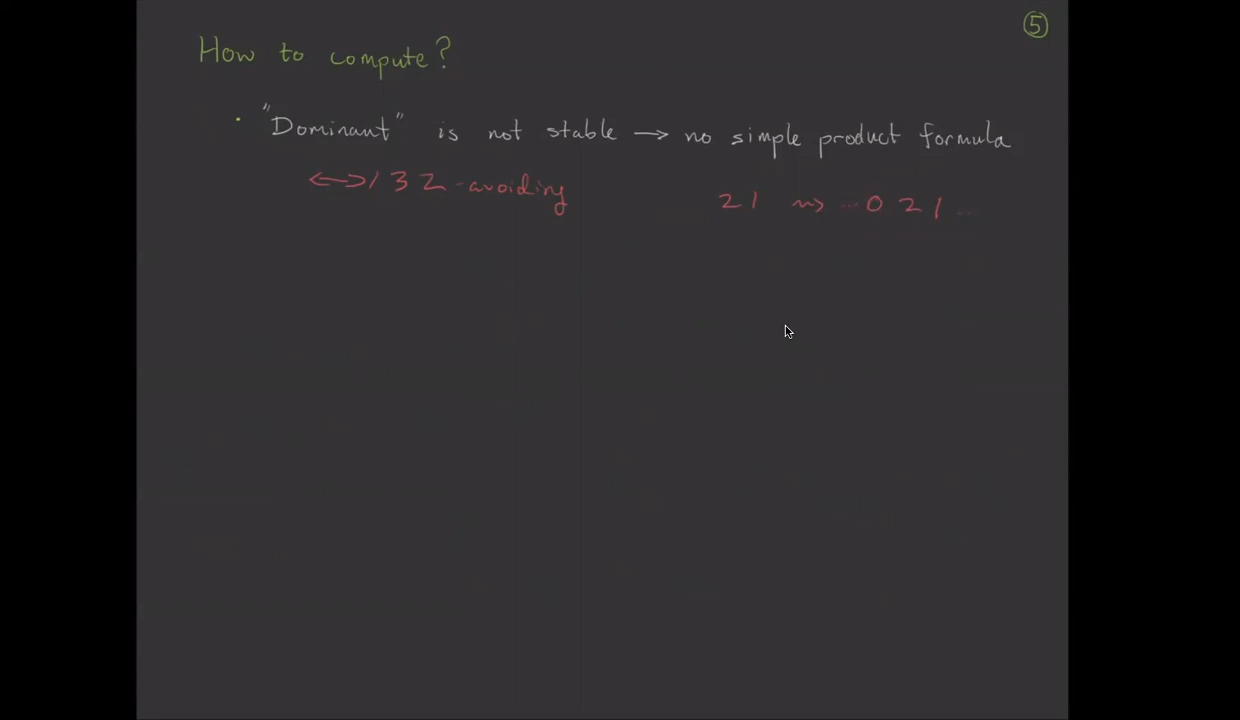 ⑤
How to compute?
· "Dominant" is not stable → no simple product formula
↔ 132-avoiding 21 ⇝ ... 0 2 1 ...